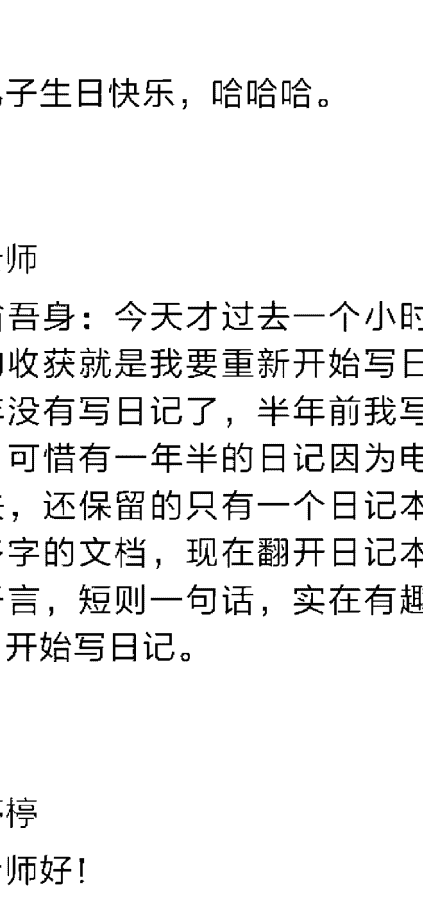 子生日快乐，哈哈哈。
师
吾身：今天才过去一个小时
收获就是我要重新开始写日
没有写日记了，半年前我写
可惜有一年半的日记因为电
，还保留的只有一个日记本
字的文档，现在翻开日记本
言，短则一句话，实在有趣
开始写日记。
停
师好！